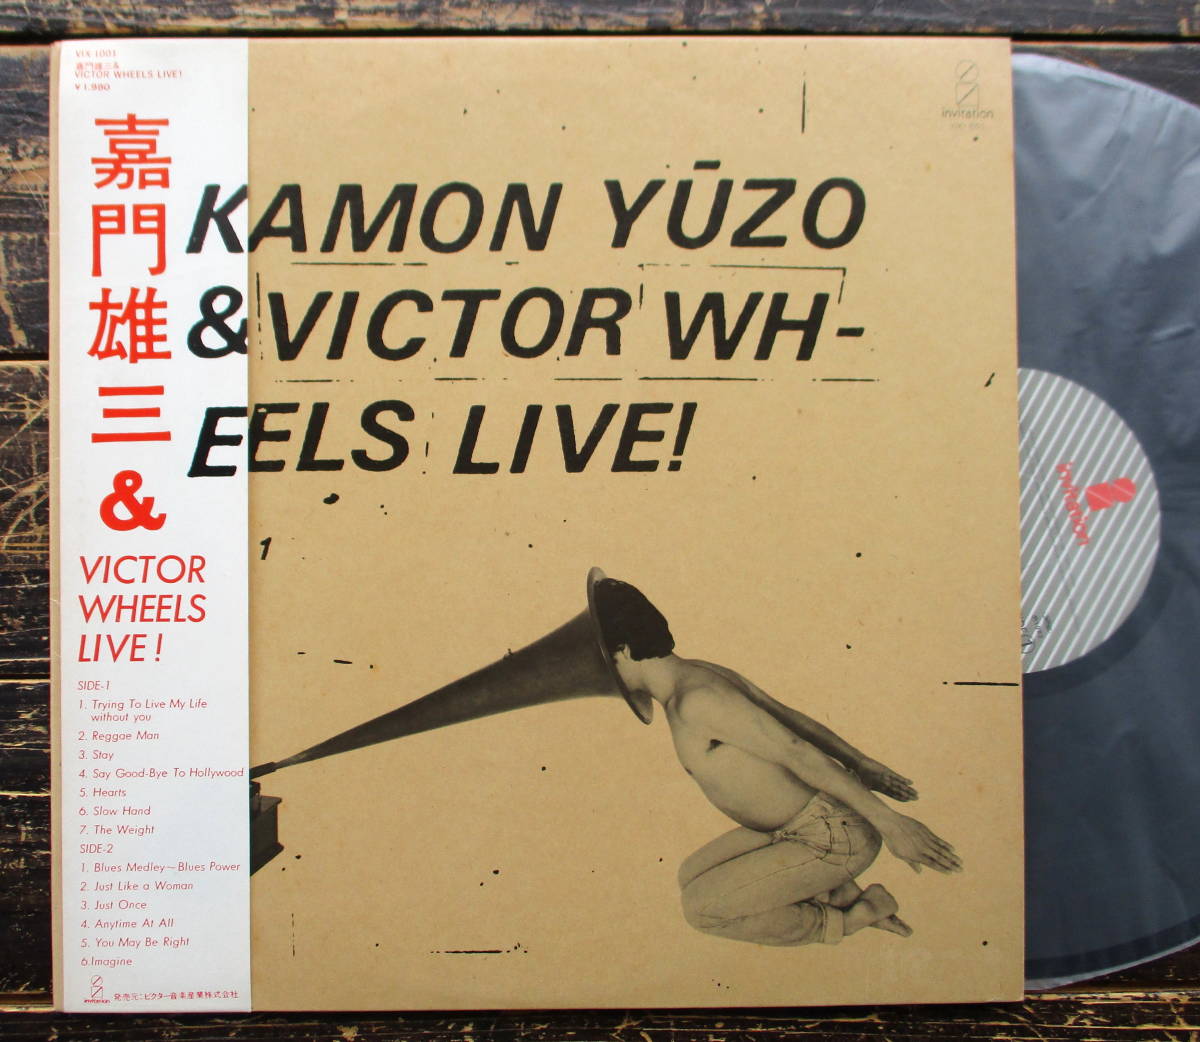 VIX-1001
嘉門雄三&
VICTOR WHEELS LIVE!
¥1,980
嘉門雄三&
VICTOR
WHEELS
LIVE!
SIDE-1
1. Trying To Live My Life
without you
2. Reggae Man
3. Stay
4. Say Good-Bye To Hollywood
5. Hearts
6. Slow Hand
7. The Weight
SIDE-2
1. Blues Medley~Blues Power
2. Just Like a Woman
3. Just Once
4. Anytime At All
5. You May Be Right
6.Imagine
invitation
発売元:ビクター音楽産業株式会社
KAMON YŪZO
&VICTOR WH-
EELS LIVE!
1
invitation
invitation